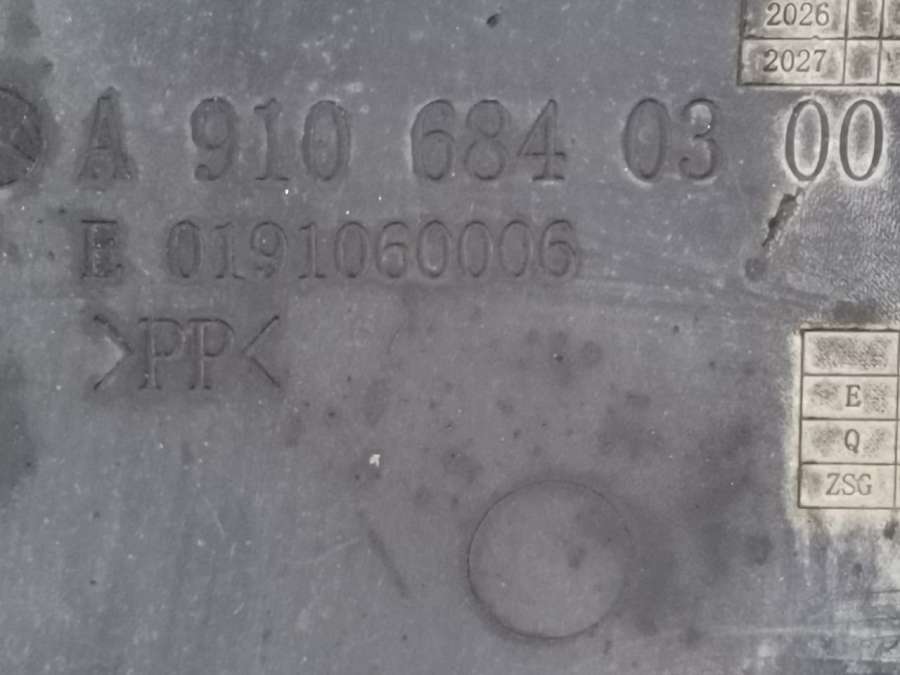 2026
2027
A 910 684 03 00
E 0191060006
>PP<
E
Q
ZSG